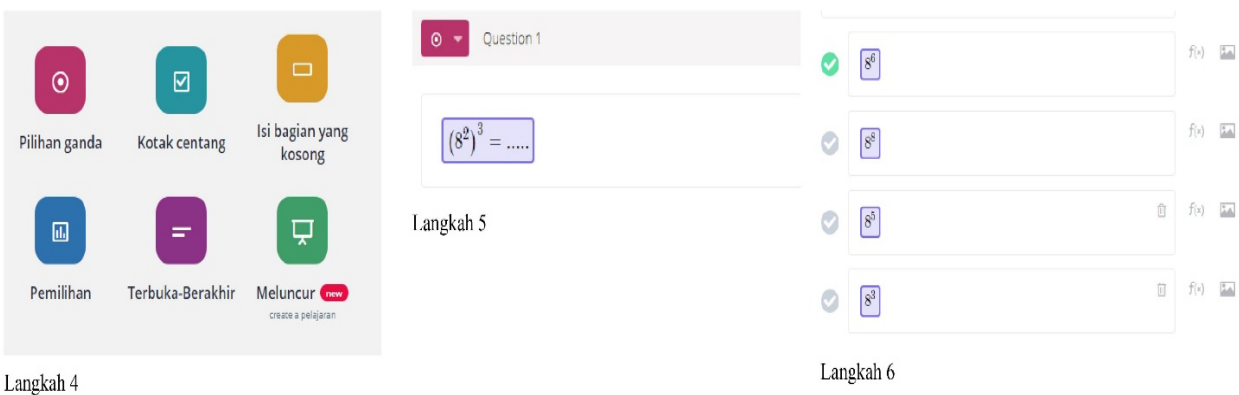 Pilihan ganda
Kotak centang
Isi bagian yang
kosong
Pemilihan
Terbuka-Berakhir
Meluncur new
create a pelajaran
Langkah 4
Question 1
(8²)³ = .....
Langkah 5
8⁶ f(x)
8⁸ f(x)
8⁵ f(x)
8³ f(x)
Langkah 6